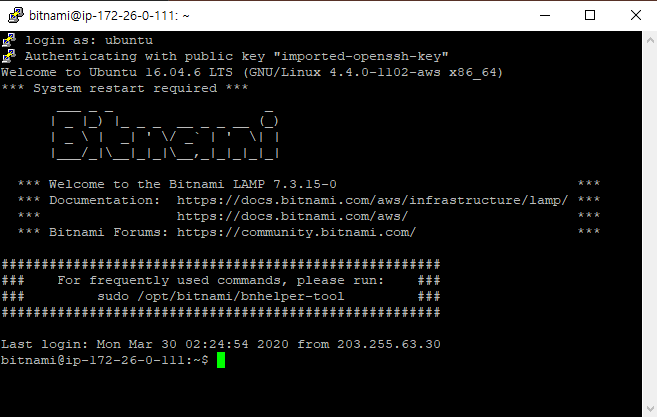 bitnami@ip-172-26-0-111: ~
login as: ubuntu
Authenticating with public key "imported-openssh-key"
Welcome to Ubuntu 16.04.6 LTS (GNU/Linux 4.4.0-1102-aws x86_64)
*** System restart required ***
       ___ _ _                   _
      | _ |_) |_ _ _  __ _ _ __ (_)
      | _ \ |  _| ' \/ _` | '  \| |
      |___/_|\__|_|_|\__,_|_|_|_|_|
*** Welcome to the Bitnami LAMP 7.3.15-0 ***
*** Documentation: https://docs.bitnami.com/aws/infrastructure/lamp/ ***
*** https://docs.bitnami.com/aws/ ***
*** Bitnami Forums: https://community.bitnami.com/ ***
#######################################################
### For frequently used commands, please run: ###
### sudo /opt/bitnami/bnhelper-tool ###
#######################################################
Last login: Mon Mar 30 02:24:54 2020 from 203.255.63.30
bitnami@ip-172-26-0-111:~$